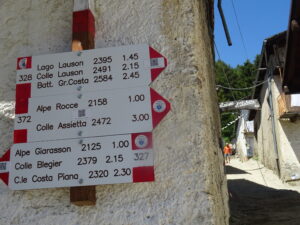 Lago Lauson 2395 1.45
328 Colle Lauson 2491 2.15
Batt. Gr.Costa 2584 2.45
Alpe Rocce 2158 1.00
372
Colle Assietta 2472 3.00
Alpe Giarasson 2125 1.00
Colle Blegier 2379 2.15 327
C.le Costa Piana 2320 2.30